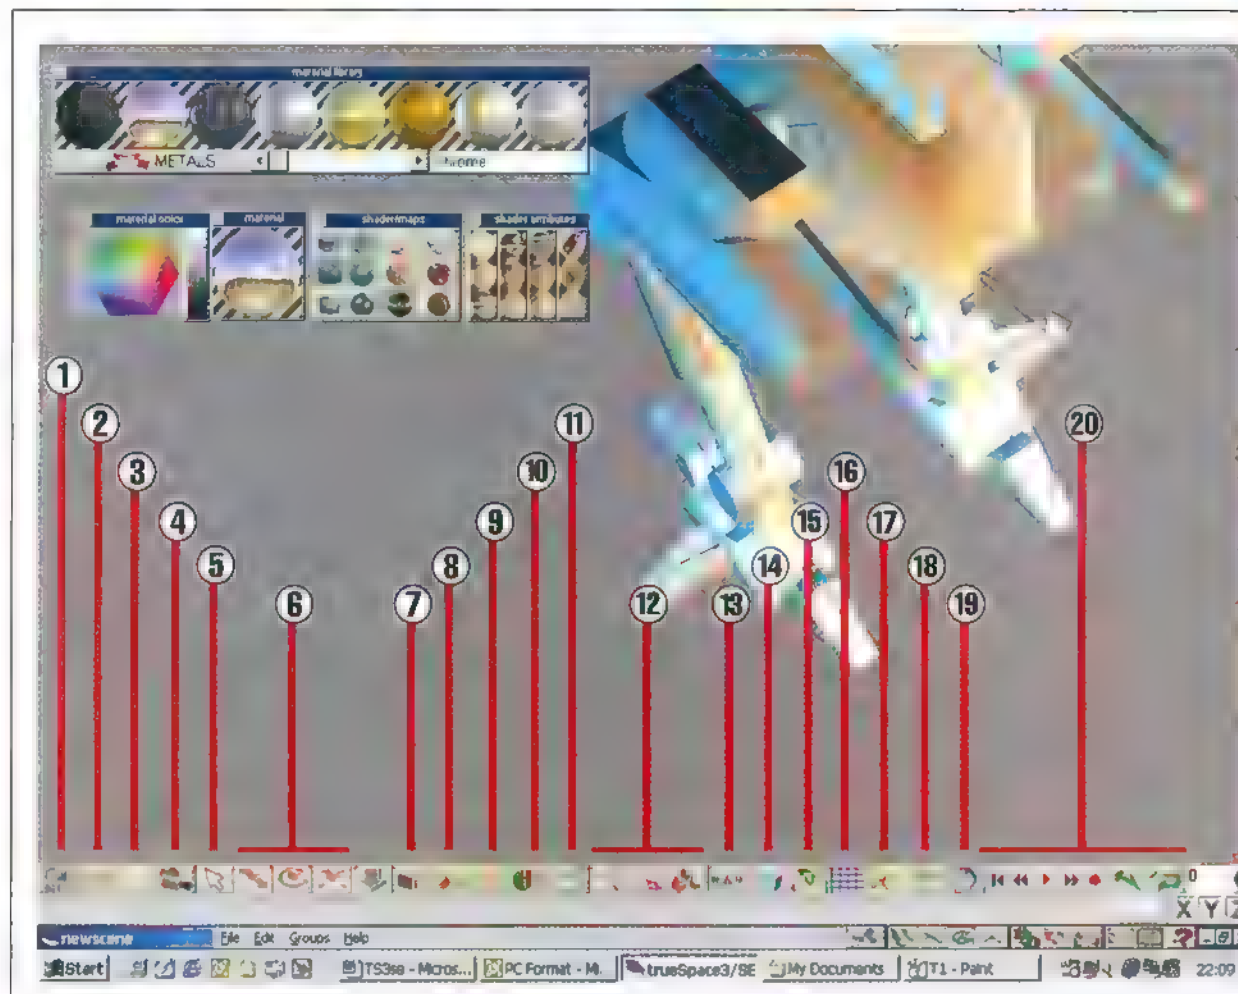 material library
METALS
material color
material
shader/maps
shader attributes
1
2
3
4
5
6
7
8
9
10
11
12
13
14
15
16
17
18
19
20
0
X Y Z
newscene File Edit Groups Help
Start TS3se - Micros... PC Format - Mi. trueSpace3/SE My Documents T1 - Paint 22:09